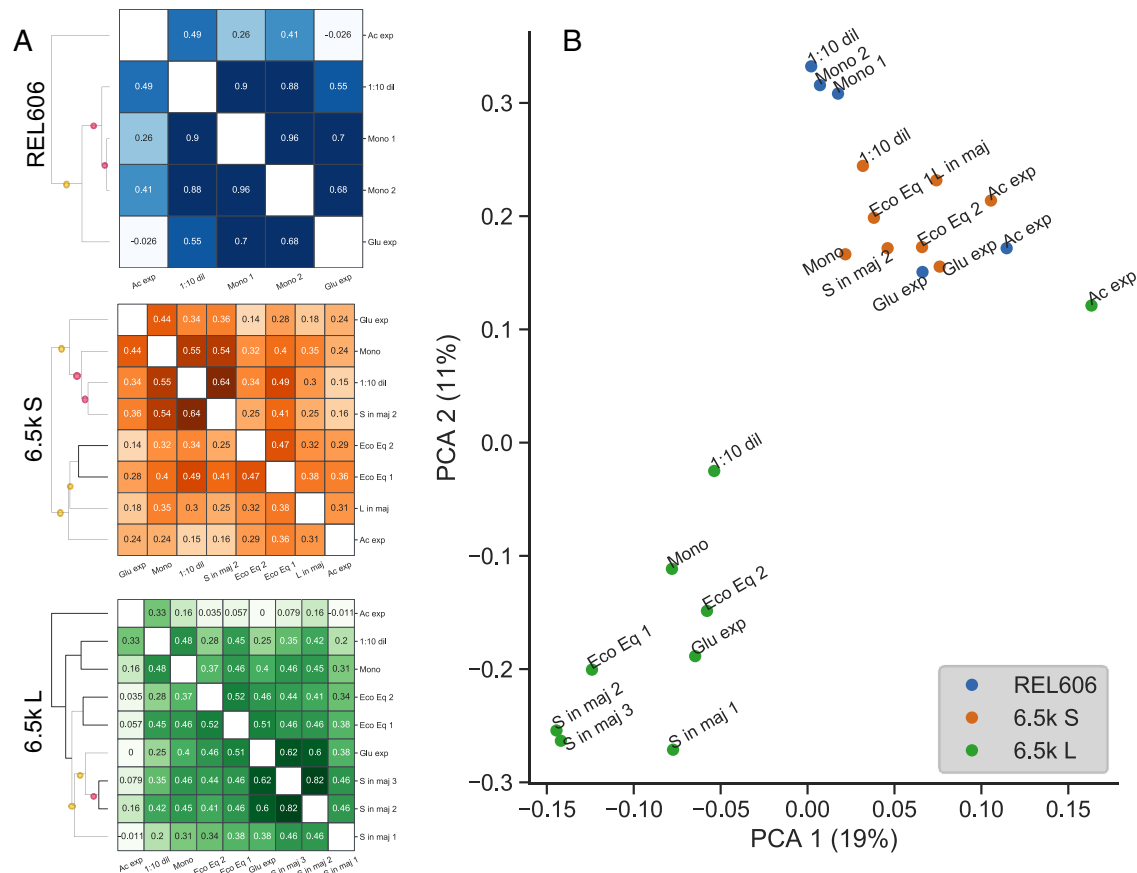 A
REL606
0.49 0.26 0.41 -0.026 Ac exp
0.49 0.9 0.88 0.55 1:10 dil
0.26 0.9 0.96 0.7 Mono 1
0.41 0.88 0.96 0.68 Mono 2
-0.026 0.55 0.7 0.68 Glu exp
Ac exp 1:10 dil Mono 1 Mono 2 Glu exp
6.5k S
0.44 0.34 0.36 0.14 0.28 0.18 0.24 Glu exp
0.44 0.55 0.54 0.32 0.4 0.35 0.24 Mono
0.34 0.55 0.64 0.34 0.49 0.3 0.15 1:10 dil
0.36 0.54 0.64 0.25 0.41 0.25 0.16 S in maj 2
0.14 0.32 0.34 0.25 0.47 0.32 0.29 Eco Eq 2
0.28 0.4 0.49 0.41 0.47 0.38 0.36 Eco Eq 1
0.18 0.35 0.3 0.25 0.32 0.38 0.31 L in maj
0.24 0.24 0.15 0.16 0.29 0.36 0.31 Ac exp
Glu exp Mono 1:10 dil S in maj 2 Eco Eq 2 Eco Eq 1 L in maj Ac exp
6.5k L
0.33 0.16 0.035 0.057 0 0.079 0.16 -0.011 Ac exp
0.33 0.48 0.28 0.45 0.25 0.35 0.42 0.2 1:10 dil
0.16 0.48 0.37 0.46 0.4 0.46 0.45 0.31 Mono
0.035 0.28 0.37 0.52 0.46 0.44 0.41 0.34 Eco Eq 2
0.057 0.45 0.46 0.52 0.51 0.46 0.46 0.38 Eco Eq 1
0 0.25 0.4 0.46 0.51 0.62 0.6 0.38 Glu exp
0.079 0.35 0.46 0.44 0.46 0.62 0.82 0.46 S in maj 3
0.16 0.42 0.45 0.41 0.46 0.6 0.82 0.46 S in maj 2
-0.011 0.2 0.31 0.34 0.38 0.38 0.46 0.46 S in maj 1
Ac exp 1:10 dil Mono Eco Eq 2 Eco Eq 1 Glu exp S in maj 3 S in maj 2 S in maj 1
B
PCA 2 (11%)
0.3
0.2
0.1
0.0
−0.1
−0.2
−0.3
1:10 dil
Mono 2
Mono 1
1:10 dil
Eco Eq 1
L in maj
Ac exp
Mono
S in maj 2
Eco Eq 2
Glu exp
Glu exp
Ac exp
Ac exp
1:10 dil
Mono
Eco Eq 2
Glu exp
Eco Eq 1
S in maj 2
S in maj 3
S in maj 1
REL606
6.5k S
6.5k L
−0.15 −0.10 −0.05 0.00 0.05 0.10 0.15
PCA 1 (19%)